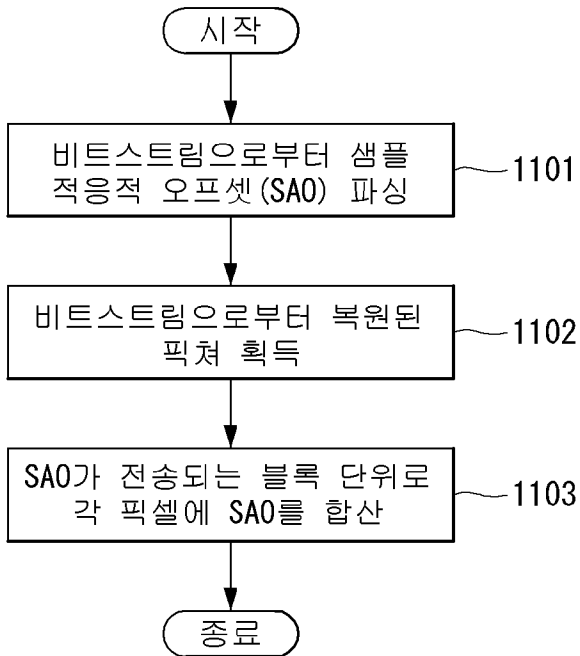 시작
비트스트림으로부터 샘플
적응적 오프셋(SAO) 파싱
1101
비트스트림으로부터 복원된
픽쳐 획득
1102
SAO가 전송되는 블록 단위로
각 픽셀에 SAO를 합산
1103
종료